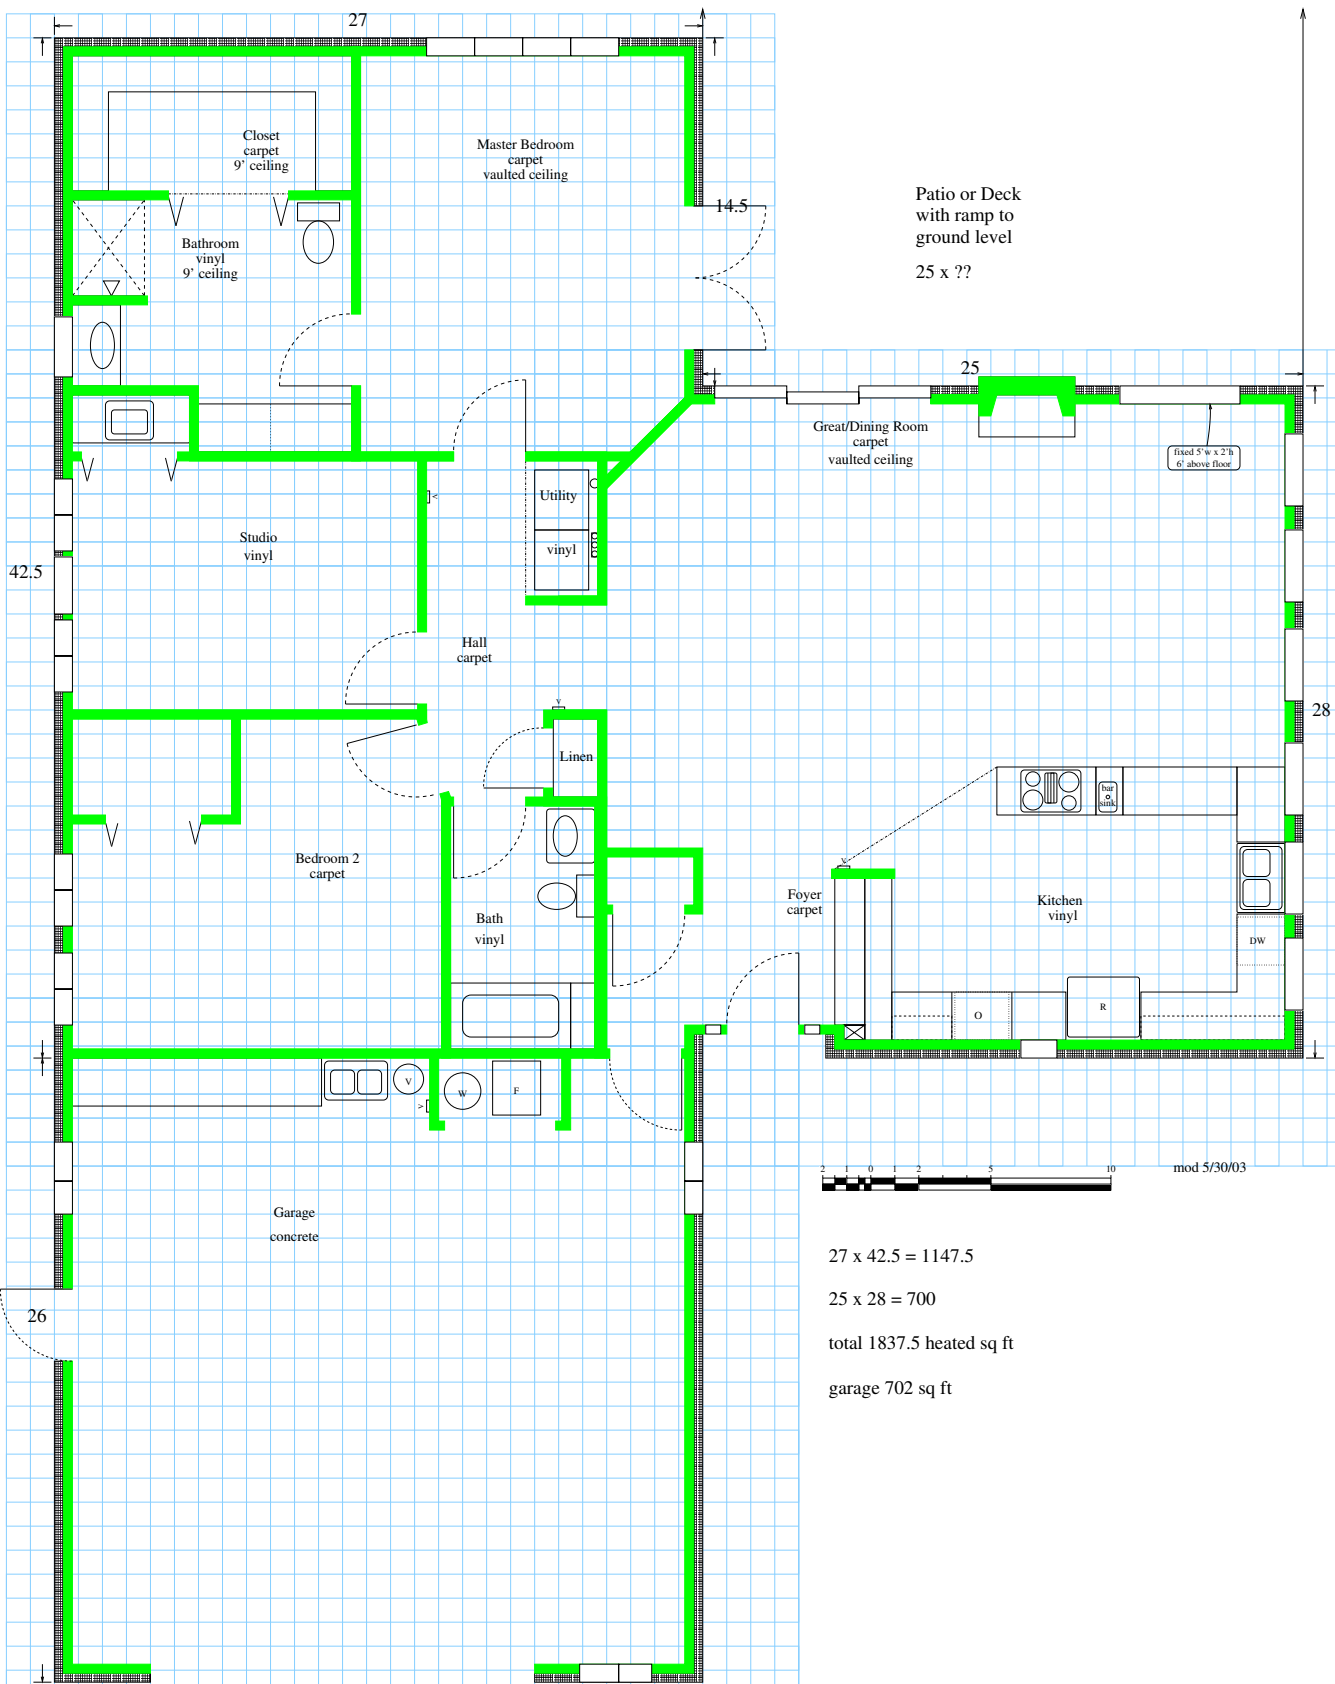 27
Closet
carpet
9' ceiling
Master Bedroom
carpet
vaulted ceiling
14.5
Patio or Deck
with ramp to
ground level
25 x ??
Bathroom
vinyl
9' ceiling
25
Great/Dining Room
carpet
vaulted ceiling
fixed 5'w x 2'h
6' above floor
Utility
vinyl
V
Studio
vinyl
42.5
Hall
carpet
28
V
Linen
bar
sink
V
Bedroom 2
carpet
Foyer
carpet
Kitchen
vinyl
Bath
vinyl
DW
O
R
V
W
F
V
2 1 0 1 2 5 10
mod 5/30/03
Garage
concrete
27 x 42.5 = 1147.5
25 x 28 = 700
26
total 1837.5 heated sq ft
garage 702 sq ft